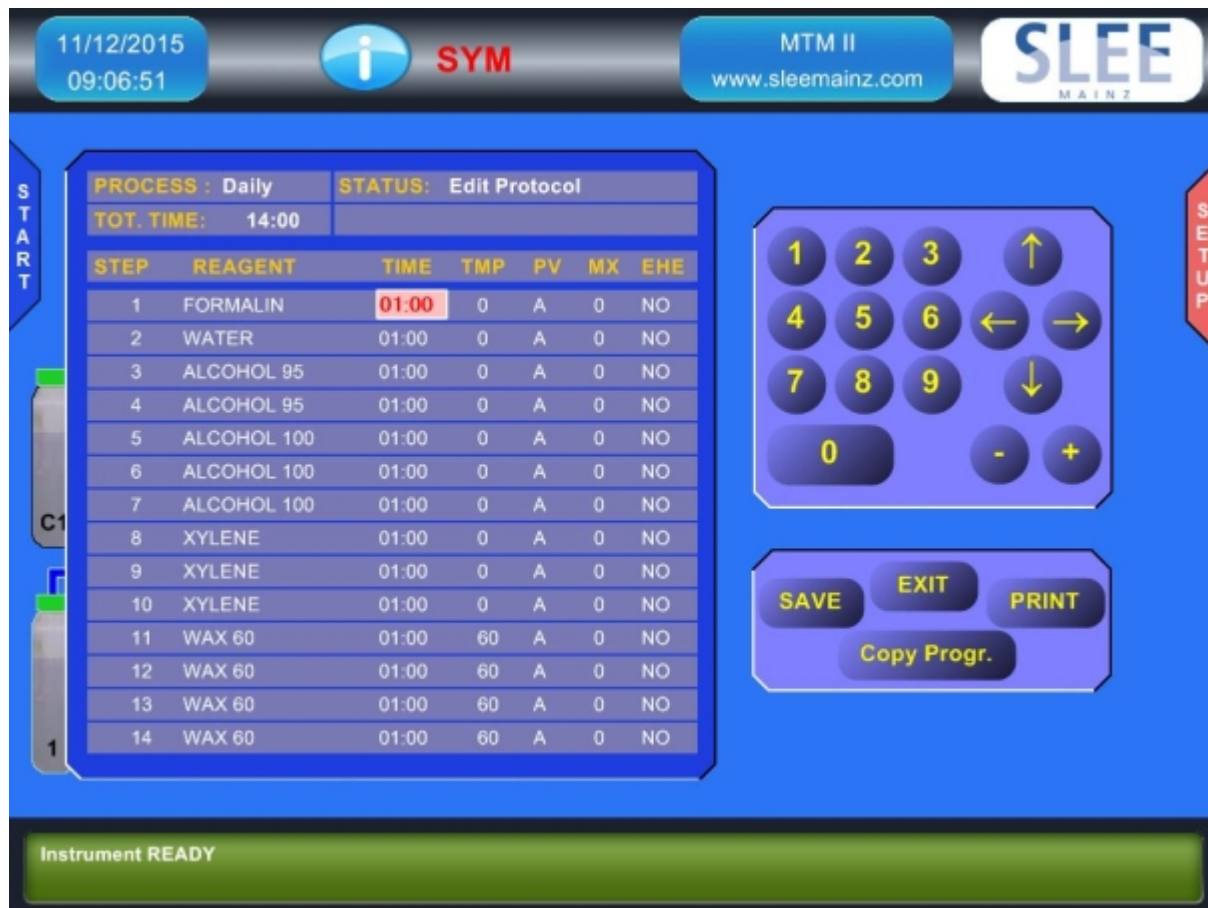 11/12/2015
09:06:51
i
SYM
MTM II
www.sleemainz.com
SLEE
MAINZ
START
PROCESS : Daily STATUS: Edit Protocol
TOT. TIME: 14:00
STEP REAGENT TIME TMP PV MX EHE
1 FORMALIN 01:00 0 A 0 NO
2 WATER 01:00 0 A 0 NO
3 ALCOHOL 95 01:00 0 A 0 NO
4 ALCOHOL 95 01:00 0 A 0 NO
5 ALCOHOL 100 01:00 0 A 0 NO
6 ALCOHOL 100 01:00 0 A 0 NO
7 ALCOHOL 100 01:00 0 A 0 NO
8 XYLENE 01:00 0 A 0 NO
9 XYLENE 01:00 0 A 0 NO
10 XYLENE 01:00 0 A 0 NO
11 WAX 60 01:00 60 A 0 NO
12 WAX 60 01:00 60 A 0 NO
13 WAX 60 01:00 60 A 0 NO
14 WAX 60 01:00 60 A 0 NO
C1
1
1 2 3 ↑
4 5 6 ← →
7 8 9 ↓
0 - +
SAVE EXIT PRINT
Copy Progr.
SETUP
Instrument READY